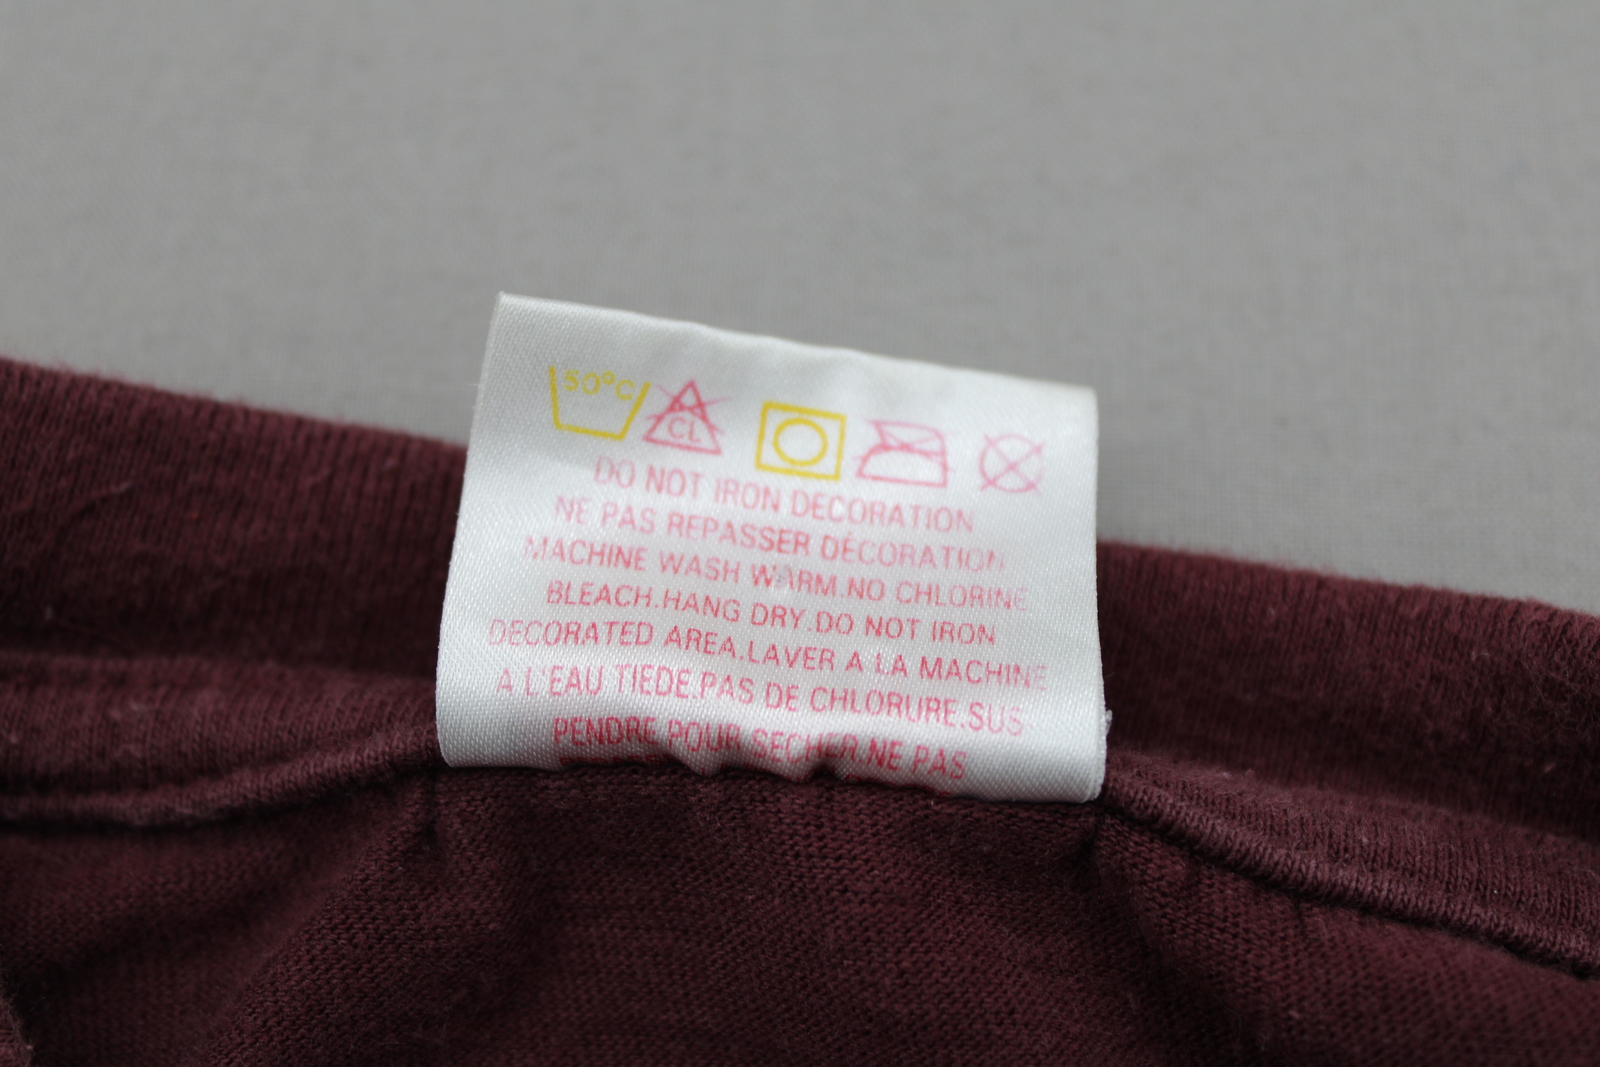 50°C
CL
DO NOT IRON DECORATION
NE PAS REPASSER DÉCORATION
MACHINE WASH WARM.NO CHLORINE
BLEACH.HANG DRY.DO NOT IRON
DECORATED AREA.LAVER A LA MACHINE
A L'EAU TIEDE.PAS DE CHLORURE.SUS-
PENDRE POUR SECHER.NE PAS